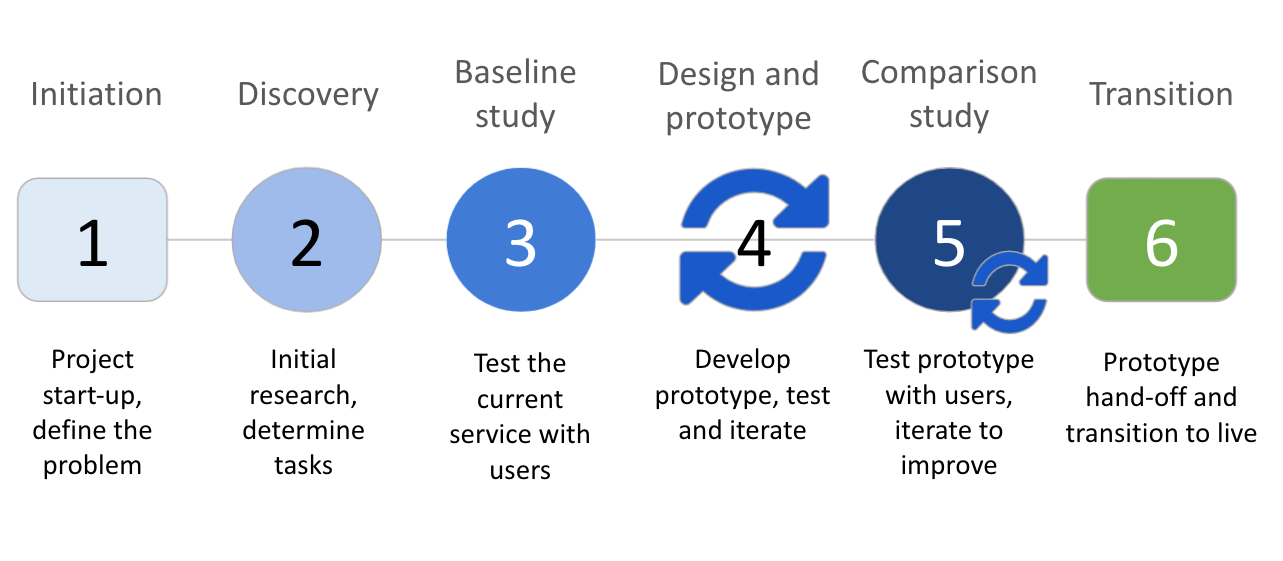 Initiation
Discovery
Baseline
study
Design and
prototype
Comparison
study
Transition
1
2
3
4
5
6
Project
start-up,
define the
problem
Initial
research,
determine
tasks
Test the
current
service with
users
Develop
prototype, test
and iterate
Test prototype
with users,
iterate to
improve
Prototype
hand-off and
transition to live